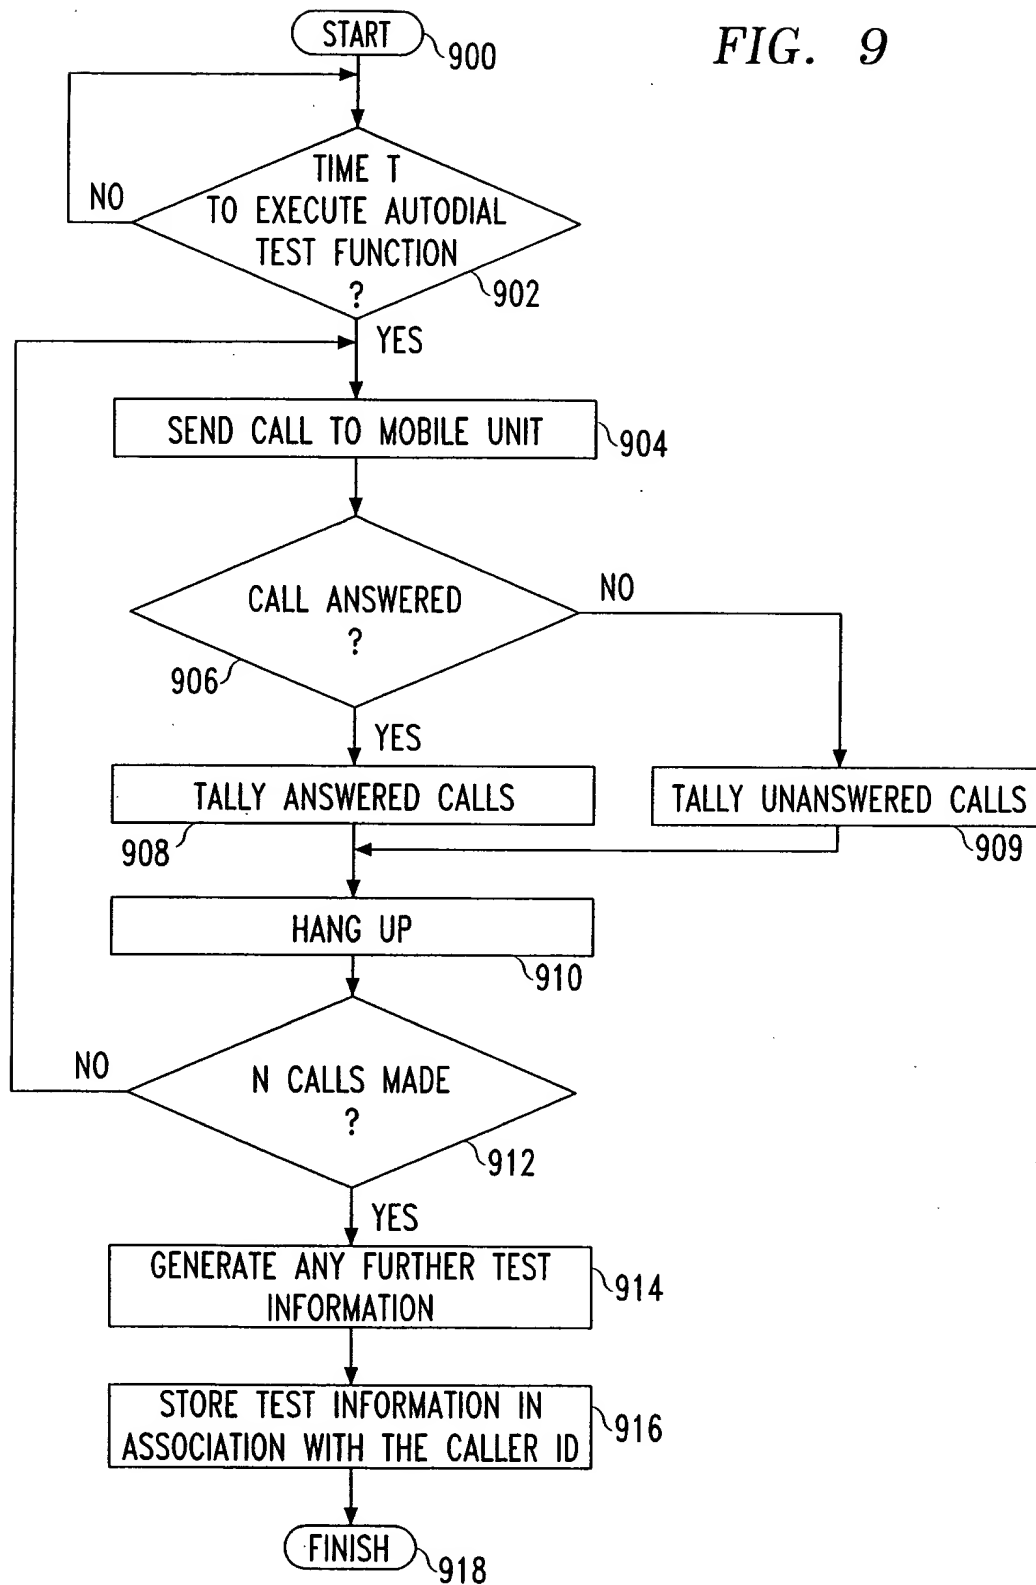 START
900
FIG. 9
TIME T
TO EXECUTE AUTODIAL
TEST FUNCTION
?
NO
902
YES
SEND CALL TO MOBILE UNIT
904
CALL ANSWERED
?
NO
906
YES
TALLY ANSWERED CALLS
908
TALLY UNANSWERED CALLS
909
HANG UP
910
N CALLS MADE
?
NO
912
YES
GENERATE ANY FURTHER TEST
INFORMATION
914
STORE TEST INFORMATION IN
ASSOCIATION WITH THE CALLER ID
916
FINISH
918